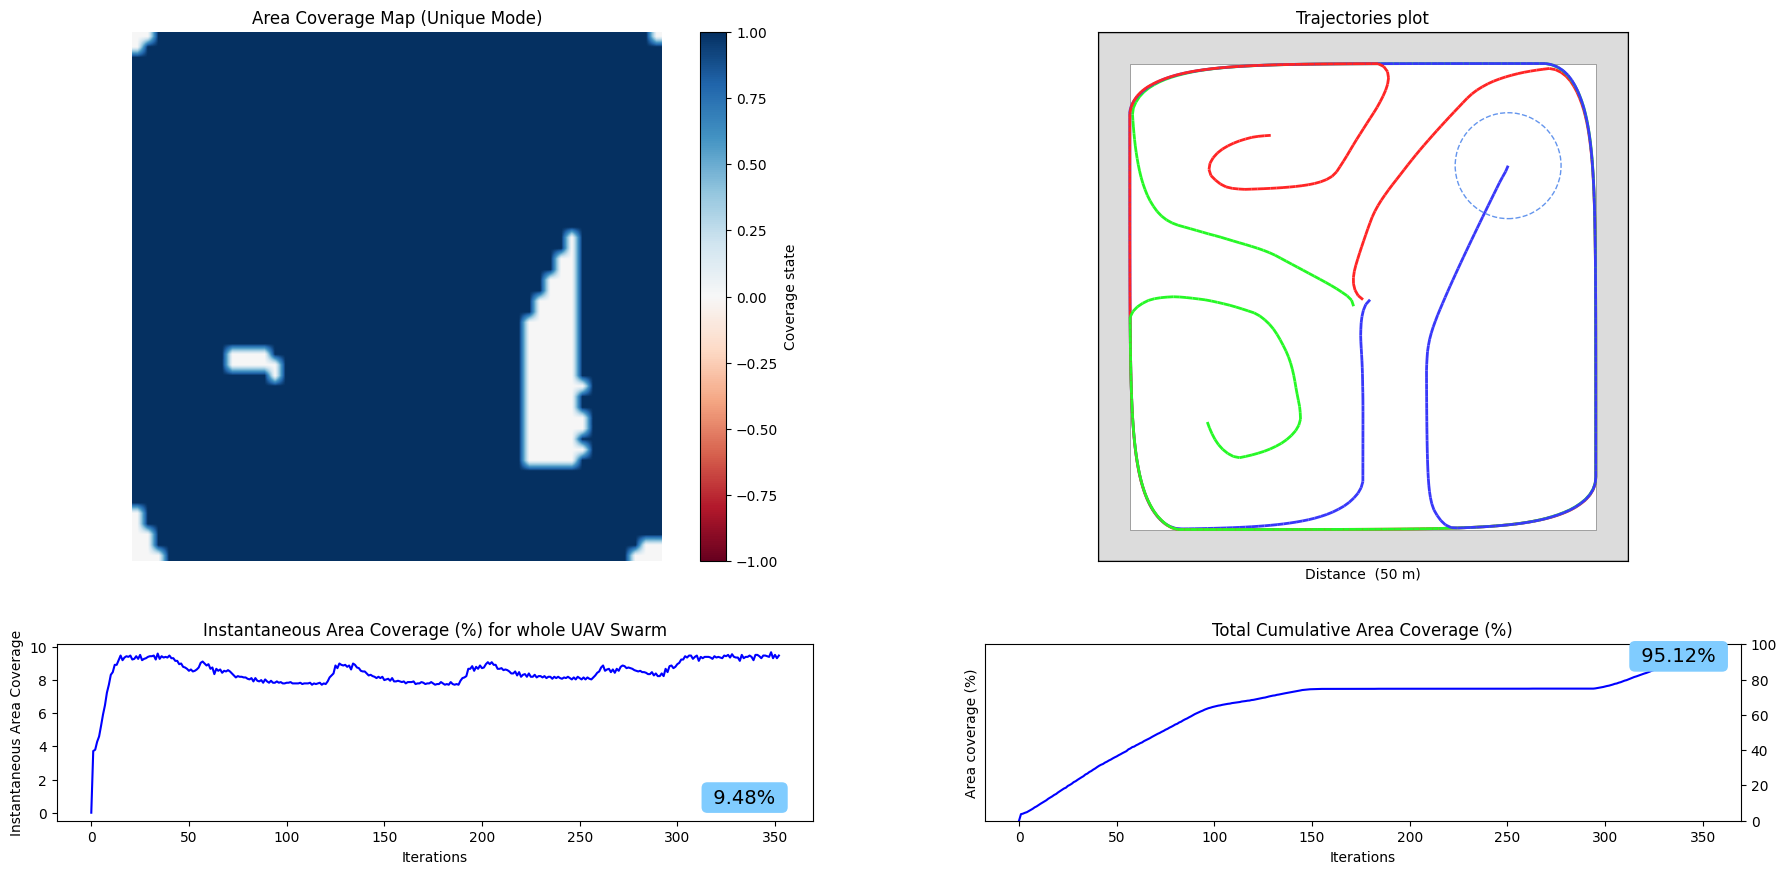 Area Coverage Map (Unique Mode)
1.00
0.75
0.50
0.25
0.00
−0.25
−0.50
−0.75
−1.00
Coverage state
Trajectories plot
Distance (50 m)
Instantaneous Area Coverage (%) for whole UAV Swarm
Instantaneous Area Coverage
10
8
6
4
2
0
9.48%
0 50 100 150 200 250 300 350
Iterations
Total Cumulative Area Coverage (%)
Area coverage (%)
95.12%
100
80
60
40
20
0
0 50 100 150 200 250 300 350
Iterations